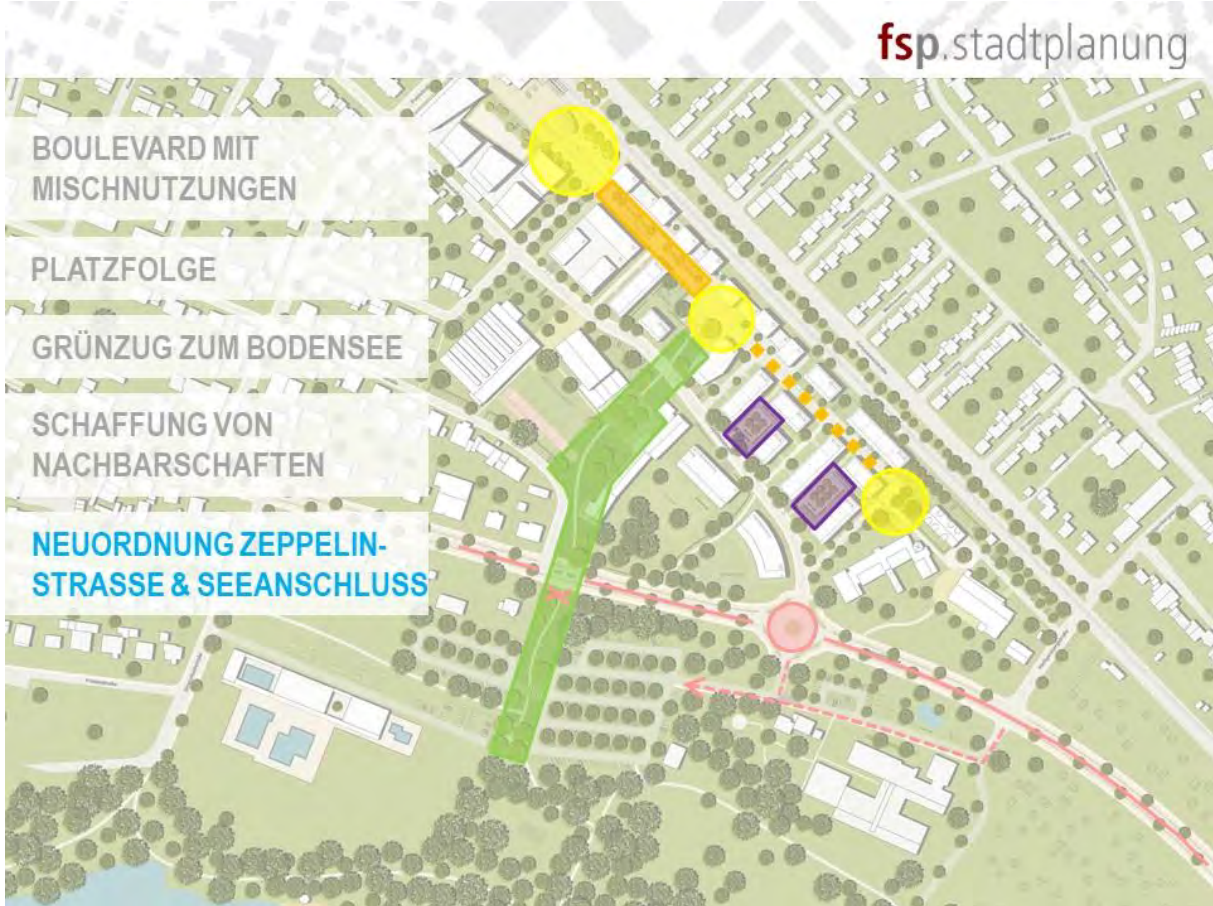 fsp.stadtplanung
BOULEVARD MIT
MISCHNUTZUNGEN
PLATZFOLGE
GRÜNZUG ZUM BODENSEE
SCHAFFUNG VON
NACHBARSCHAFTEN
NEUORDNUNG ZEPPELIN-
STRASSE & SEEANSCHLUSS